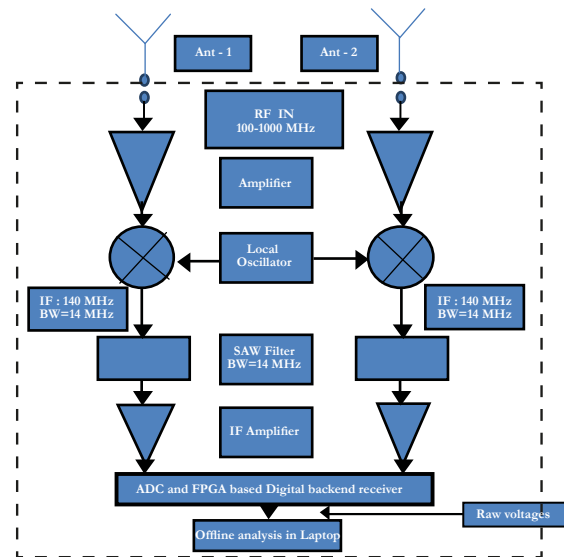 Ant - 1
Ant - 2
RF IN
100-1000 MHz
Amplifier
Local
Oscillator
IF : 140 MHz
BW=14 MHz
IF : 140 MHz
BW=14 MHz
SAW Filter
BW=14 MHz
IF Amplifier
ADC and FPGA based Digital backend receiver
Raw voltages
Offline analysis in Laptop